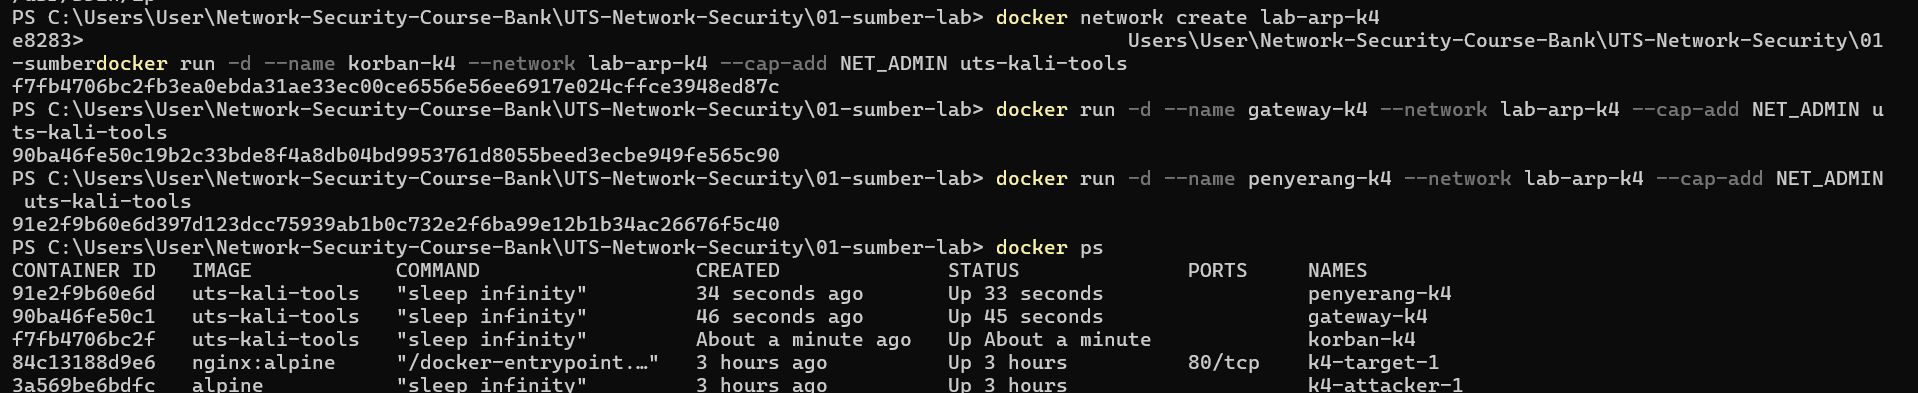 PS C:\Users\User\Network-Security-Course-Bank\UTS-Network-Security\01-sumber-lab> docker network create lab-arp-k4
e8283> Users\User\Network-Security-Course-Bank\UTS-Network-Security\01
-sumberdocker run -d --name korban-k4 --network lab-arp-k4 --cap-add NET_ADMIN uts-kali-tools
f7fb4706bc2fb3ea0ebda31ae33ec00ce6556e56ee6917e024cffce3948ed87c
PS C:\Users\User\Network-Security-Course-Bank\UTS-Network-Security\01-sumber-lab> docker run -d --name gateway-k4 --network lab-arp-k4 --cap-add NET_ADMIN u
ts-kali-tools
90ba46fe50c19b2c33bde8f4a8db04bd9953761d8055beed3ecbe949fe565c90
PS C:\Users\User\Network-Security-Course-Bank\UTS-Network-Security\01-sumber-lab> docker run -d --name penyerang-k4 --network lab-arp-k4 --cap-add NET_ADMIN
uts-kali-tools
91e2f9b60e6d397d123dcc75939ab1b0c732e2f6ba99e12b1b34ac26676f5c40
PS C:\Users\User\Network-Security-Course-Bank\UTS-Network-Security\01-sumber-lab> docker ps
CONTAINER ID IMAGE COMMAND CREATED STATUS PORTS NAMES
91e2f9b60e6d uts-kali-tools "sleep infinity" 34 seconds ago Up 33 seconds penyerang-k4
90ba46fe50c1 uts-kali-tools "sleep infinity" 46 seconds ago Up 45 seconds gateway-k4
f7fb4706bc2f uts-kali-tools "sleep infinity" About a minute ago Up About a minute korban-k4
84c13188d9e6 nginx:alpine "/docker-entrypoint.…" 3 hours ago Up 3 hours 80/tcp k4-target-1
3a569be6bdfc alpine "sleep infinity" 3 hours ago Up 3 hours k4-attacker-1